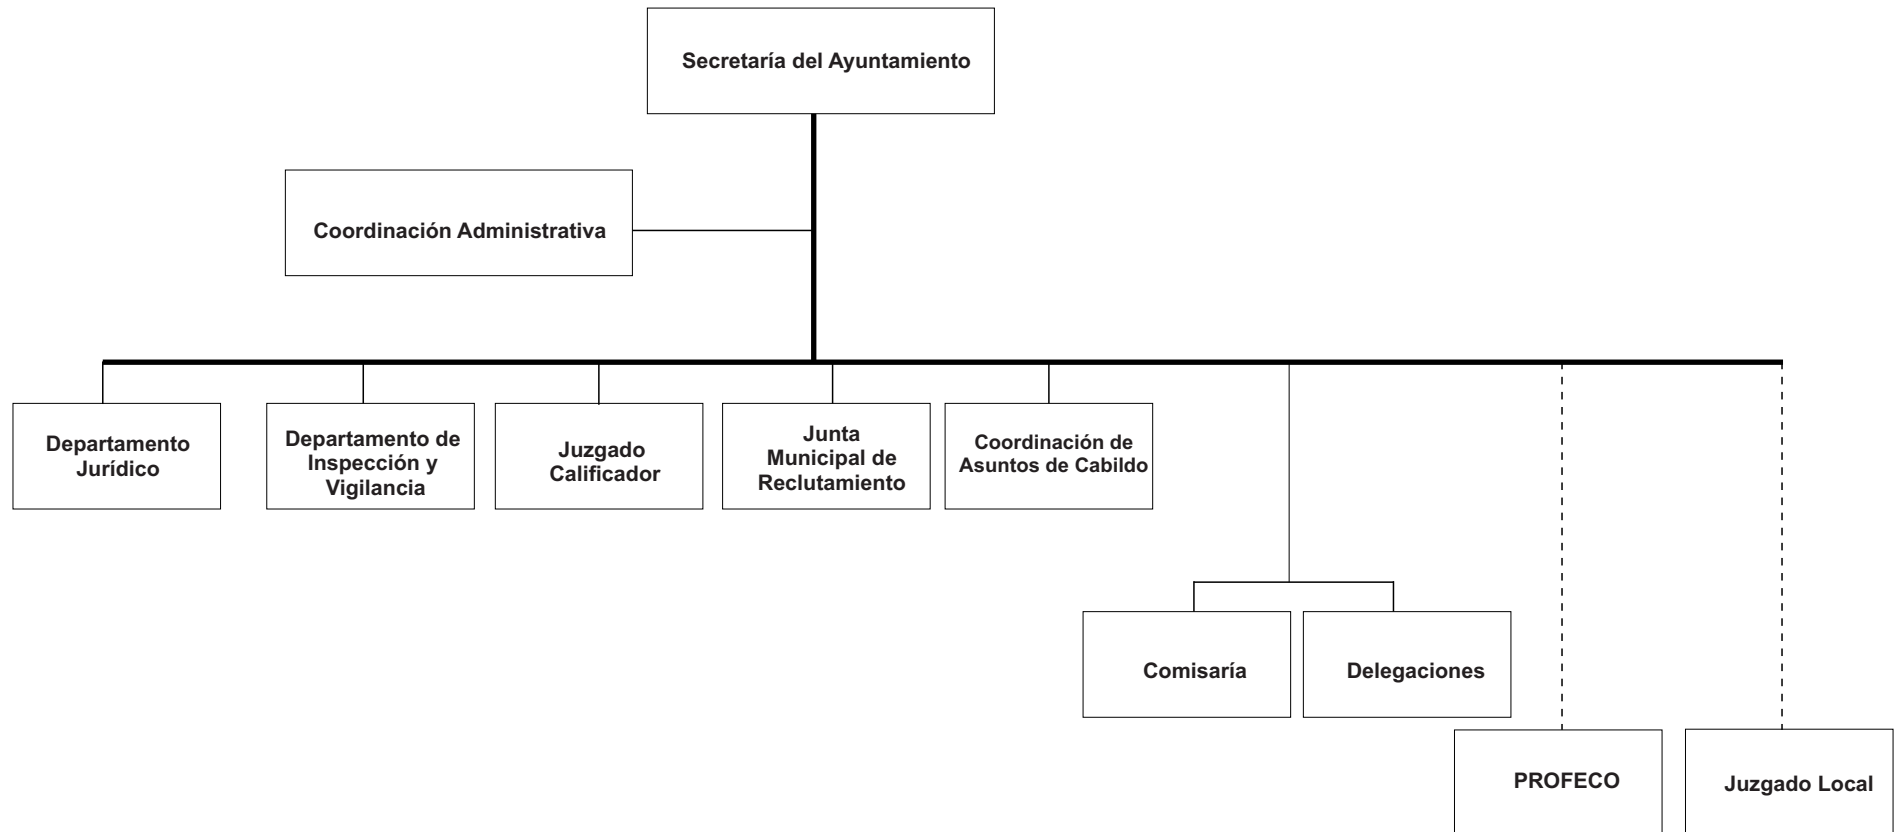 Secretaría del Ayuntamiento
Coordinación Administrativa
Departamento
Jurídico
Departamento de
Inspección y
Vigilancia
Juzgado
Calificador
Junta
Municipal de
Reclutamiento
Coordinación de
Asuntos de Cabildo
Comisaría
Delegaciones
PROFECO
Juzgado Local